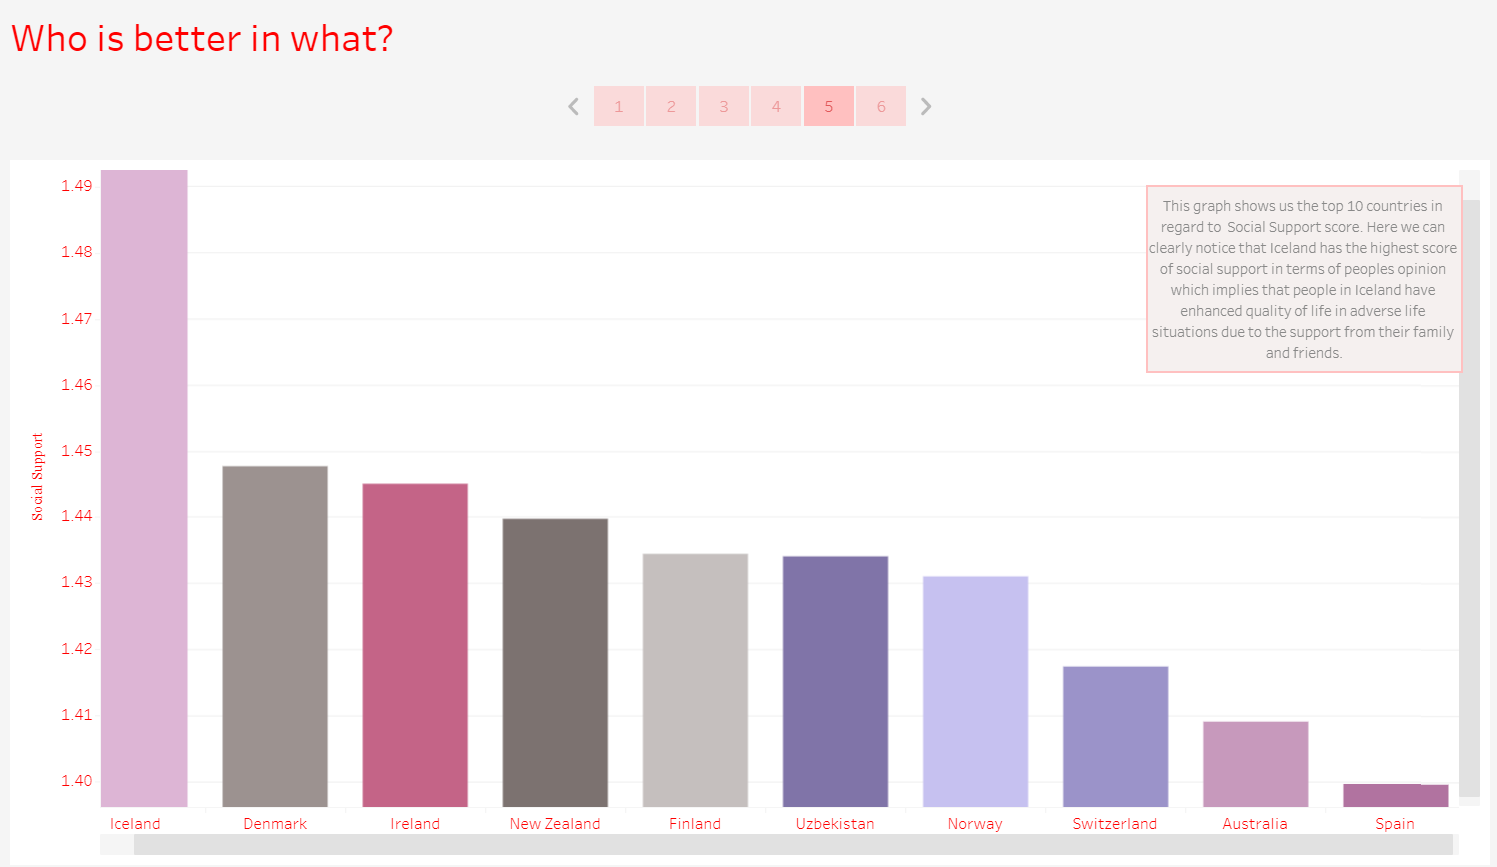 Who is better in what?
1 2 3 4 5 6
1.49
1.48
1.47
1.46
1.45
1.44
1.43
1.42
1.41
1.40
Social Support
This graph shows us the top 10 countries in
regard to  Social Support score. Here we can
clearly notice that Iceland has the highest score
of social support in terms of peoples opinion
which implies that people in Iceland have
enhanced quality of life in adverse life
situations due to the support from their family
and friends.
Iceland Denmark Ireland New Zealand Finland Uzbekistan Norway Switzerland Australia Spain